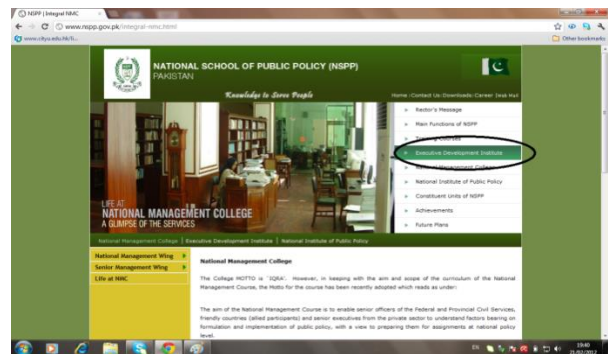 NSPP | Integral NMC
www.nspp.gov.pk/integral-nmc.html
www.cityu.edu.hk/li...
Other bookmarks
NATIONAL SCHOOL OF PUBLIC POLICY (NSPP)
PAKISTAN
Knowledge to Serve People
Home :Contact Us:Downloads:Career Desk Mail
Rector's Message
Main Functions of NSPP
Training Courses
Executive Development Institute
National Management College
National Institute of Public Policy
Constituent Units of NSPP
Achievements
Future Plans
LIFE AT
NATIONAL MANAGEMENT COLLEGE
A GLIMPSE OF THE SERVICES
National Management College | Executive Development Institute | National Institute of Public Policy
National Management Wing
Senior Management Wing
Life at NMC
National Management College
The College MOTTO is 'IQRA'. However, in keeping with the aim and scope of the curriculum of the National
Management Course, the Motto for the course has been recently adopted which reads as under:
The aim of the National Management Course is to enable senior officers of the Federal and Provincial Civil Services,
friendly countries (allied participants) and senior executives from the private sector to understand factors bearing on
formulation and implementation of public policy, with a view to preparing them for assignments at national policy
level.
EN
19:40
21/02/2012